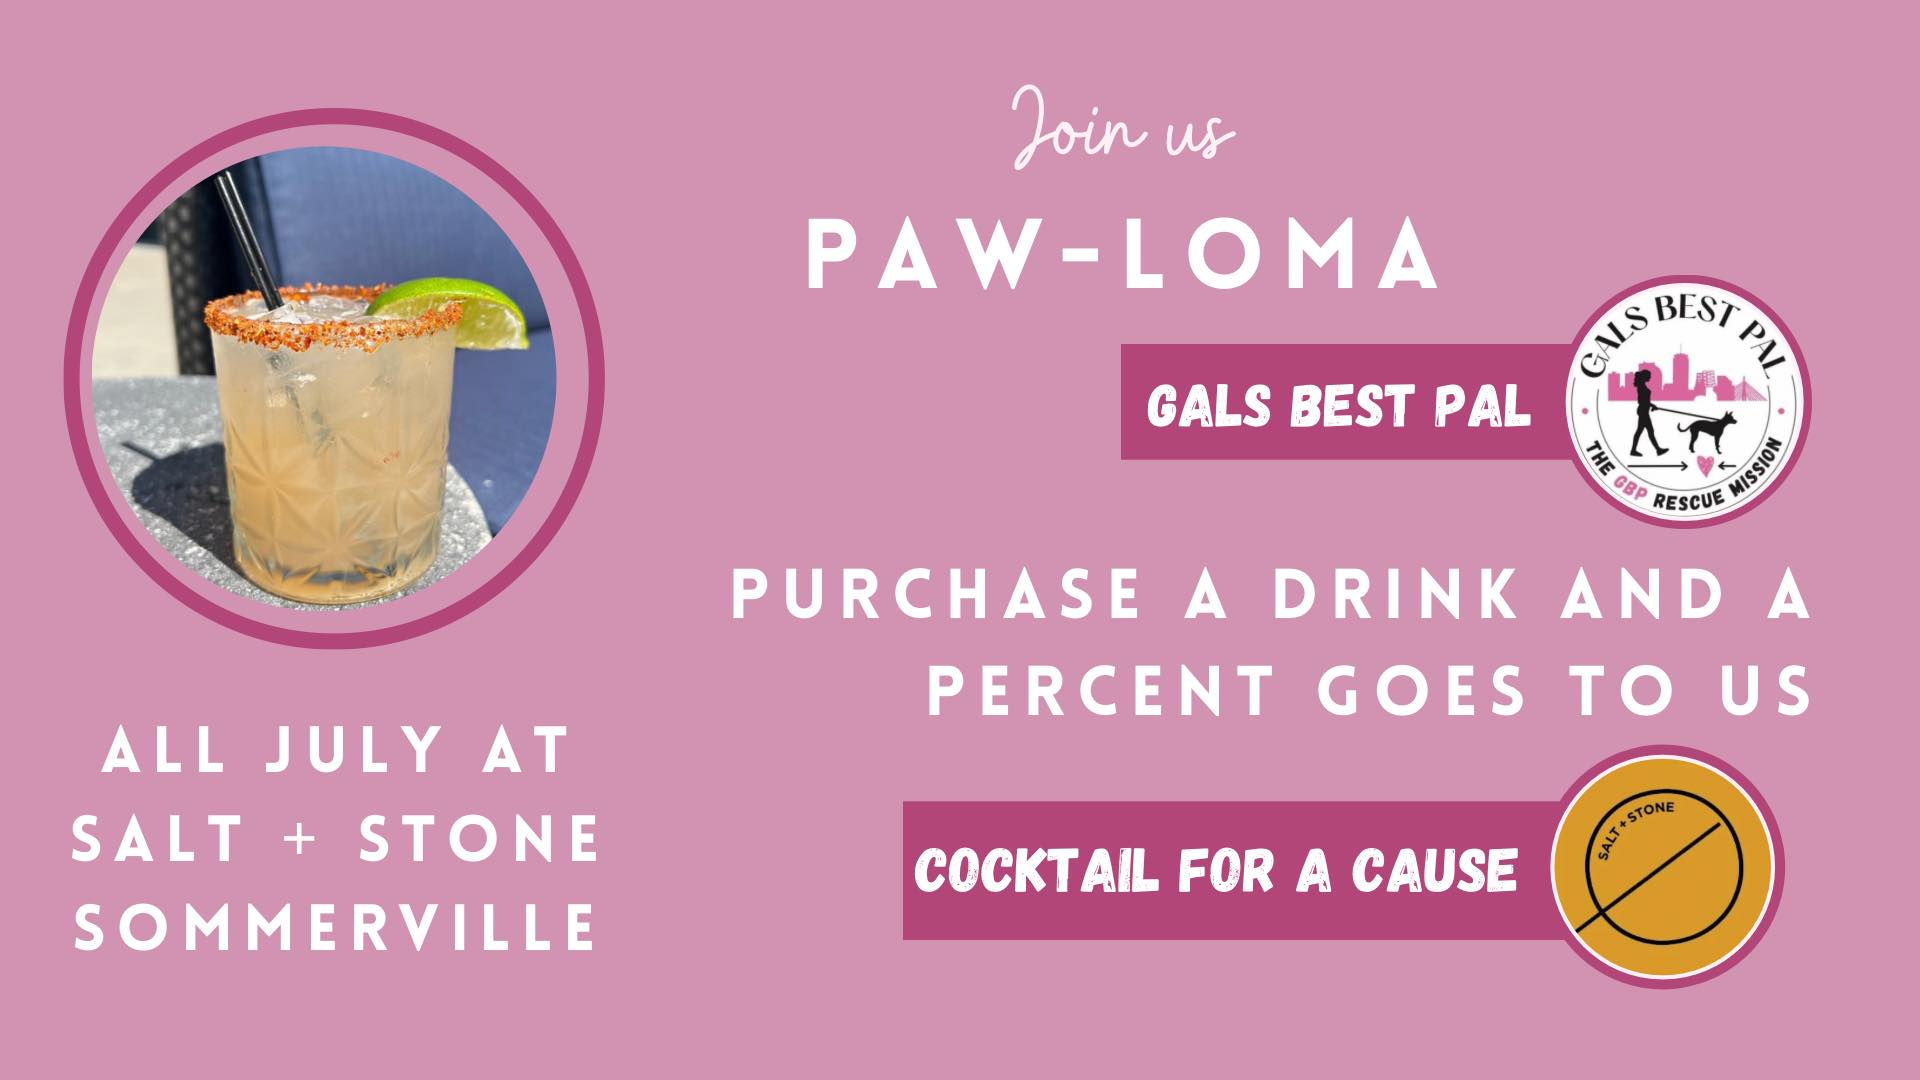 Join us
PAW-LOMA
GALS BEST PAL
GALS BEST PAL
THE GBP RESCUE MISSION
PURCHASE A DRINK AND A
PERCENT GOES TO US
COCKTAIL FOR A CAUSE
SALT + STONE
ALL JULY AT
SALT + STONE
SOMMERVILLE